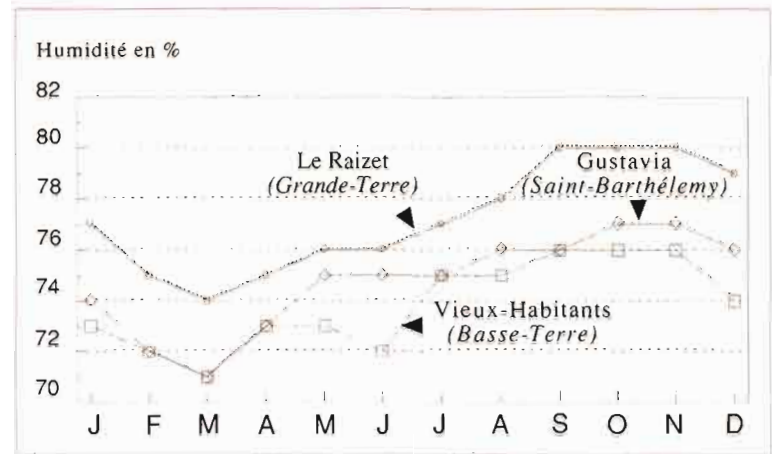 Humidité en %
82
80
78
76
74
72
70
Le Raizet
(Grande-Terre)
Gustavia
(Saint-Barthélemy)
Vieux-Habitants
(Basse-Terre)
J F M A M J J A S O N D